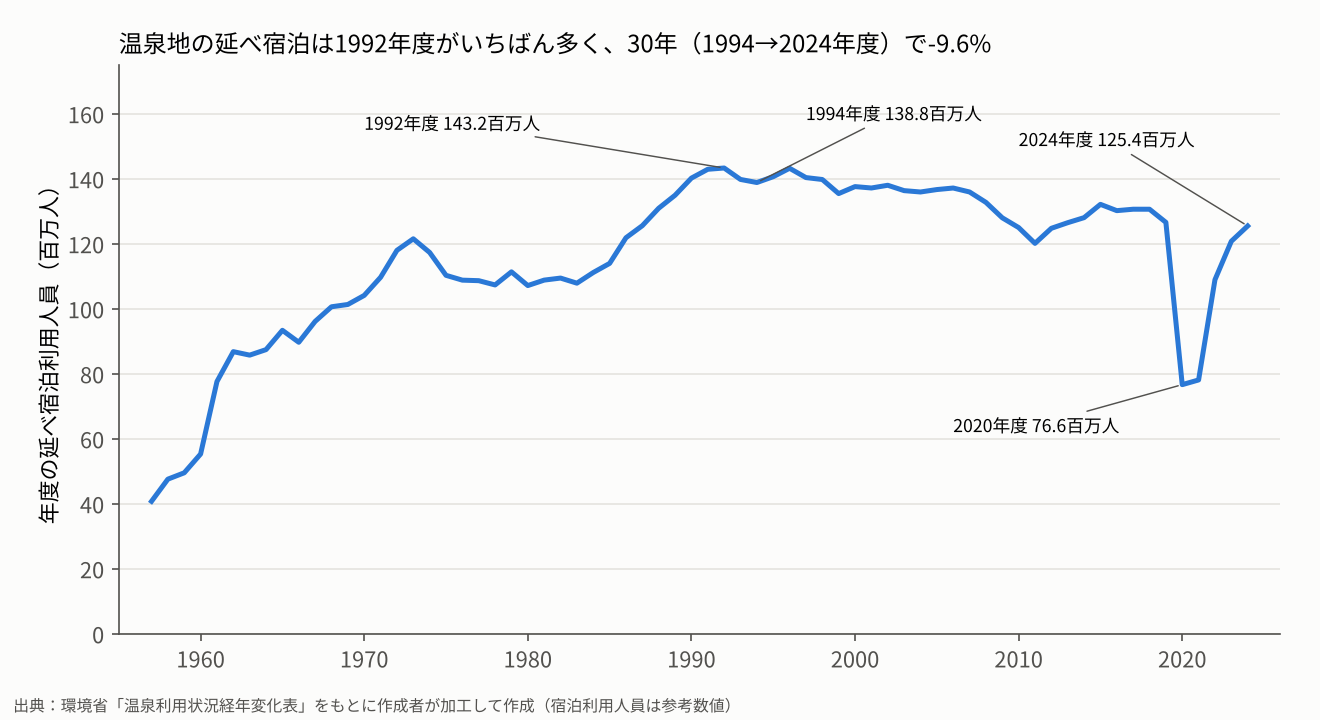 温泉地の延べ宿泊は1992年度がいちばん多く、30年（1994→2024年度）で-9.6%
年度の延べ宿泊利用人員（百万人）
160
140
120
100
80
60
40
20
0
1992年度 143.2百万人
1994年度 138.8百万人
2024年度 125.4百万人
2020年度 76.6百万人
1960
1970
1980
1990
2000
2010
2020
出典：環境省「温泉利用状況経年変化表」をもとに作成者が加工して作成（宿泊利用人員は参考数値）